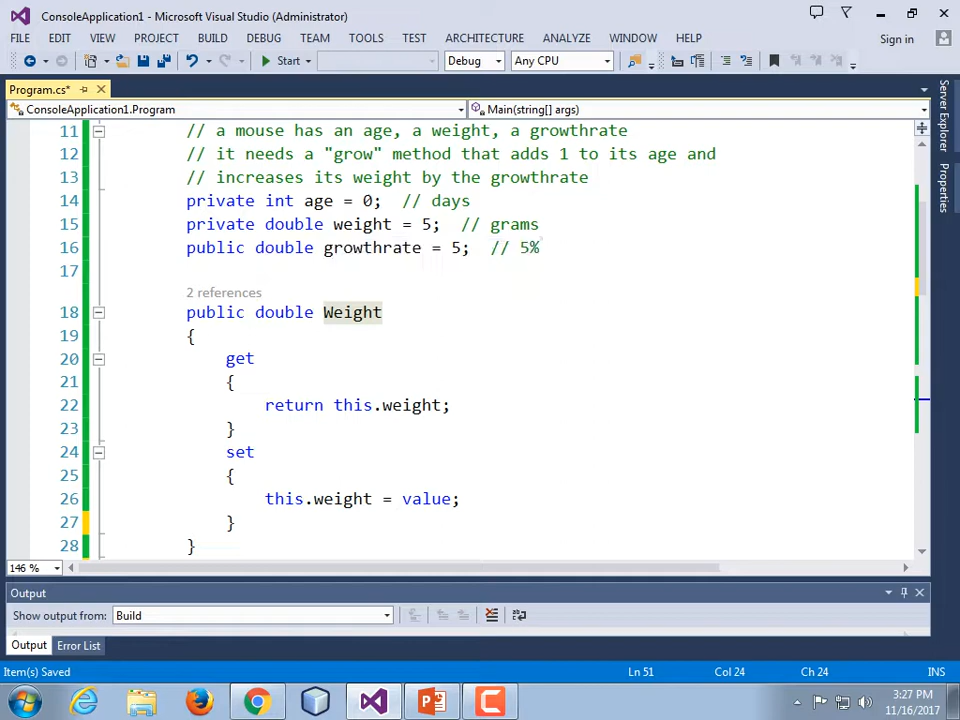 ConsoleApplication1 - Microsoft Visual Studio (Administrator)
FILE EDIT VIEW PROJECT BUILD DEBUG TEAM TOOLS TEST ARCHITECTURE ANALYZE WINDOW HELP Sign in
Start Debug Any CPU
Program.cs*
ConsoleApplication1.Program Main(string[] args)
11 // a mouse has an age, a weight, a growthrate
12 // it needs a "grow" method that adds 1 to its age and
13 // increases its weight by the growthrate
14 private int age = 0; // days
15 private double weight = 5; // grams
16 public double growthrate = 5; // 5%
17
2 references
18 public double Weight
19 {
20 get
21 {
22 return this.weight;
23 }
24 set
25 {
26 this.weight = value;
27 }
28 }
146 %
Server Explorer
Properties
Output
Show output from: Build
Output Error List
Item(s) Saved Ln 51 Col 24 Ch 24 INS
3:27 PM
11/16/2017